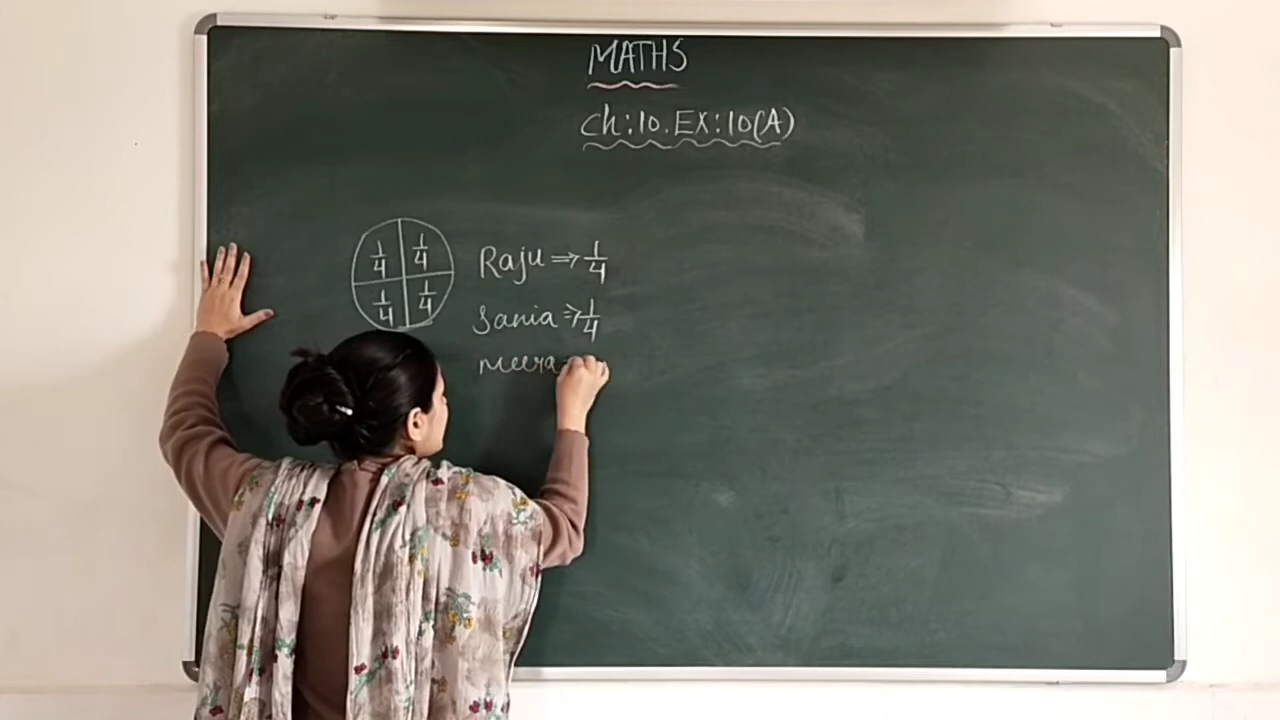 MATHS
Ch:10.EX:10(A)
1/4 1/4
1/4 1/4
Raju ⇒ 1/4
Sania ⇒ 1/4
Meera